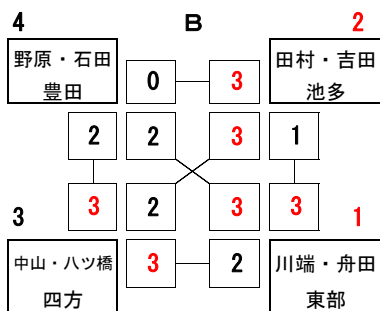 4 B 2
野原・石田 0 3 田村・吉田
豊田 池多
2 2 3 1
3 2 3 3
3 1
中山・八ツ橋 3 2 川端・舟田
四方 東部